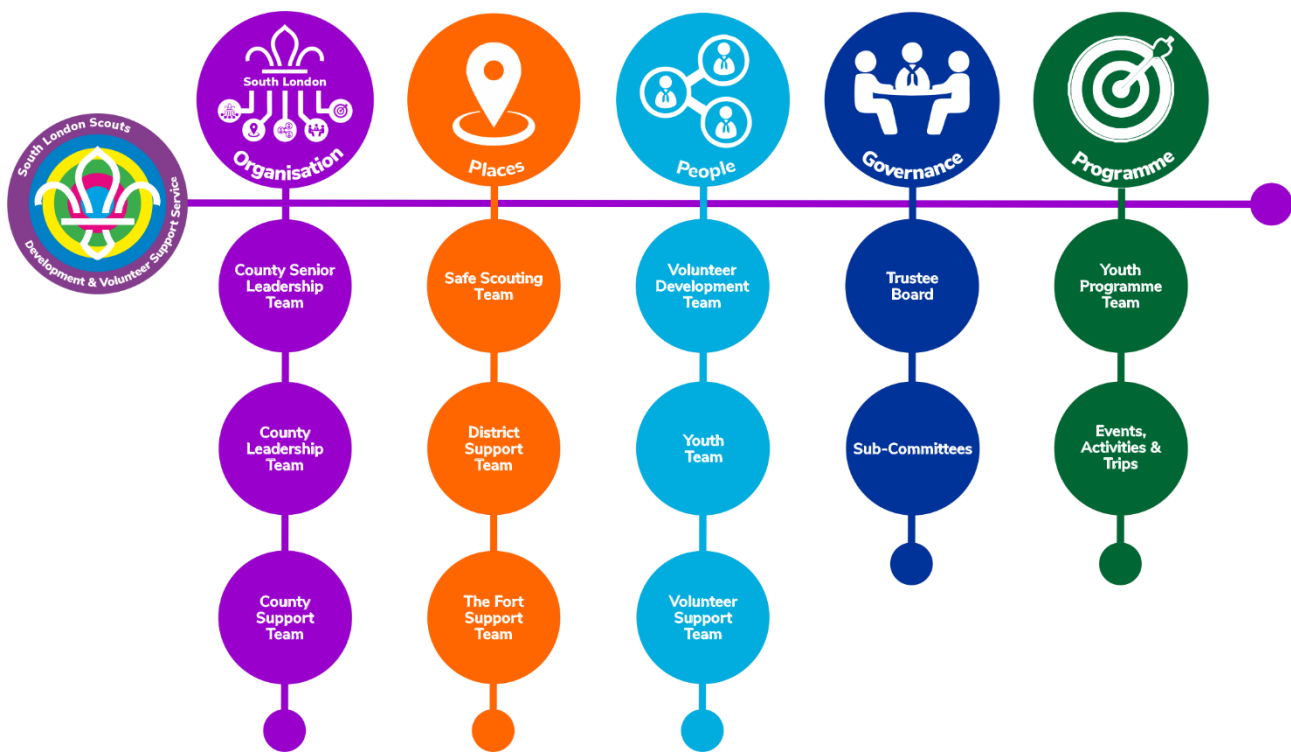 South London Scouts
Development & Volunteer Support Service
South London
Organisation
Places
People
Governance
Programme
County Senior
Leadership
Team
Safe Scouting
Team
Volunteer
Development
Team
Trustee
Board
Youth
Programme
Team
County
Leadership
Team
District
Support
Team
Youth
Team
Sub-Committees
Events,
Activities &
Trips
County
Support
Team
The Fort
Support
Team
Volunteer
Support
Team